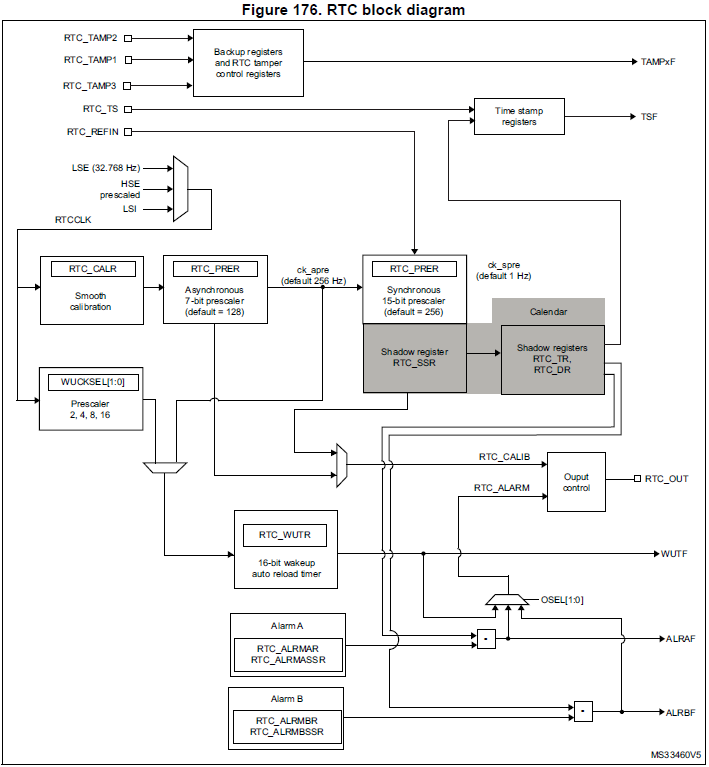 Figure 176. RTC block diagram
RTC_TAMP2
RTC_TAMP1
RTC_TAMP3
Backup registers
and RTC tamper
control registers
TAMPxF
RTC_TS
RTC_REFIN
Time stamp
registers
TSF
LSE (32.768 Hz)
HSE
prescaled
LSI
RTCCLK
RTC_CALR
Smooth
calibration
RTC_PRER
Asynchronous
7-bit prescaler
(default = 128)
ck_apre
(default 256 Hz)
RTC_PRER
Synchronous
15-bit prescaler
(default = 256)
ck_spre
(default 1 Hz)
Calendar
Shadow register
RTC_SSR
Shadow registers
RTC_TR,
RTC_DR
WUCKSEL[1:0]
Prescaler
2, 4, 8, 16
RTC_CALIB
RTC_ALARM
Ouput
control
RTC_OUT
RTC_WUTR
16-bit wakeup
auto reload timer
WUTF
OSEL[1:0]
Alarm A
RTC_ALRMAR
RTC_ALRMASSR
-
ALRAF
Alarm B
RTC_ALRMBR
RTC_ALRMBSSR
-
ALRBF
MS33460V5